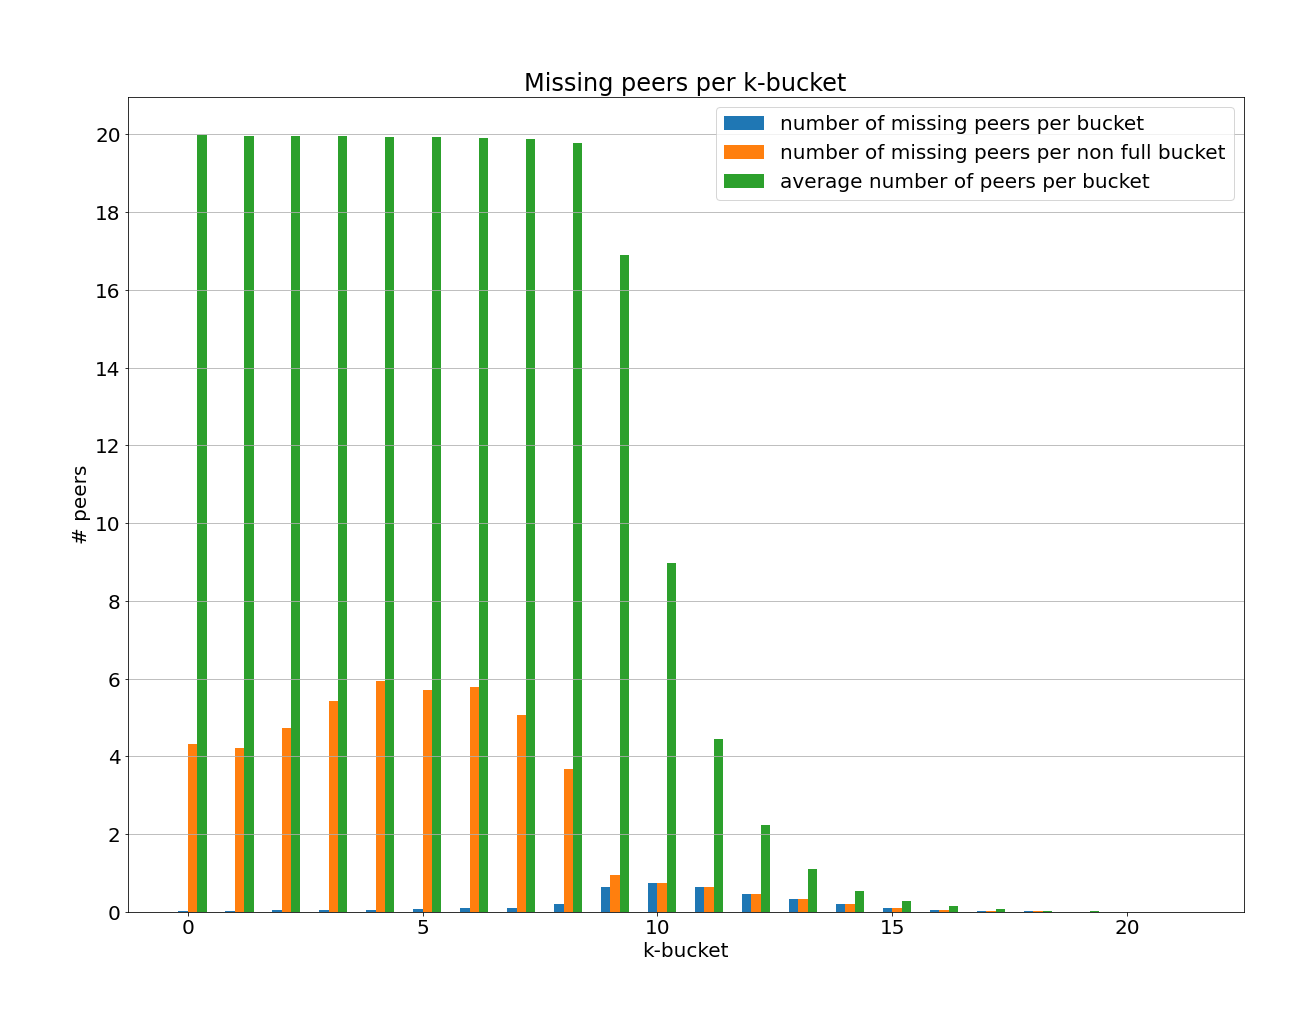 Missing peers per k-bucket
number of missing peers per bucket
number of missing peers per non full bucket
average number of peers per bucket
20
18
16
14
12
10
8
6
4
2
0
# peers
0 5 10 15 20
k-bucket